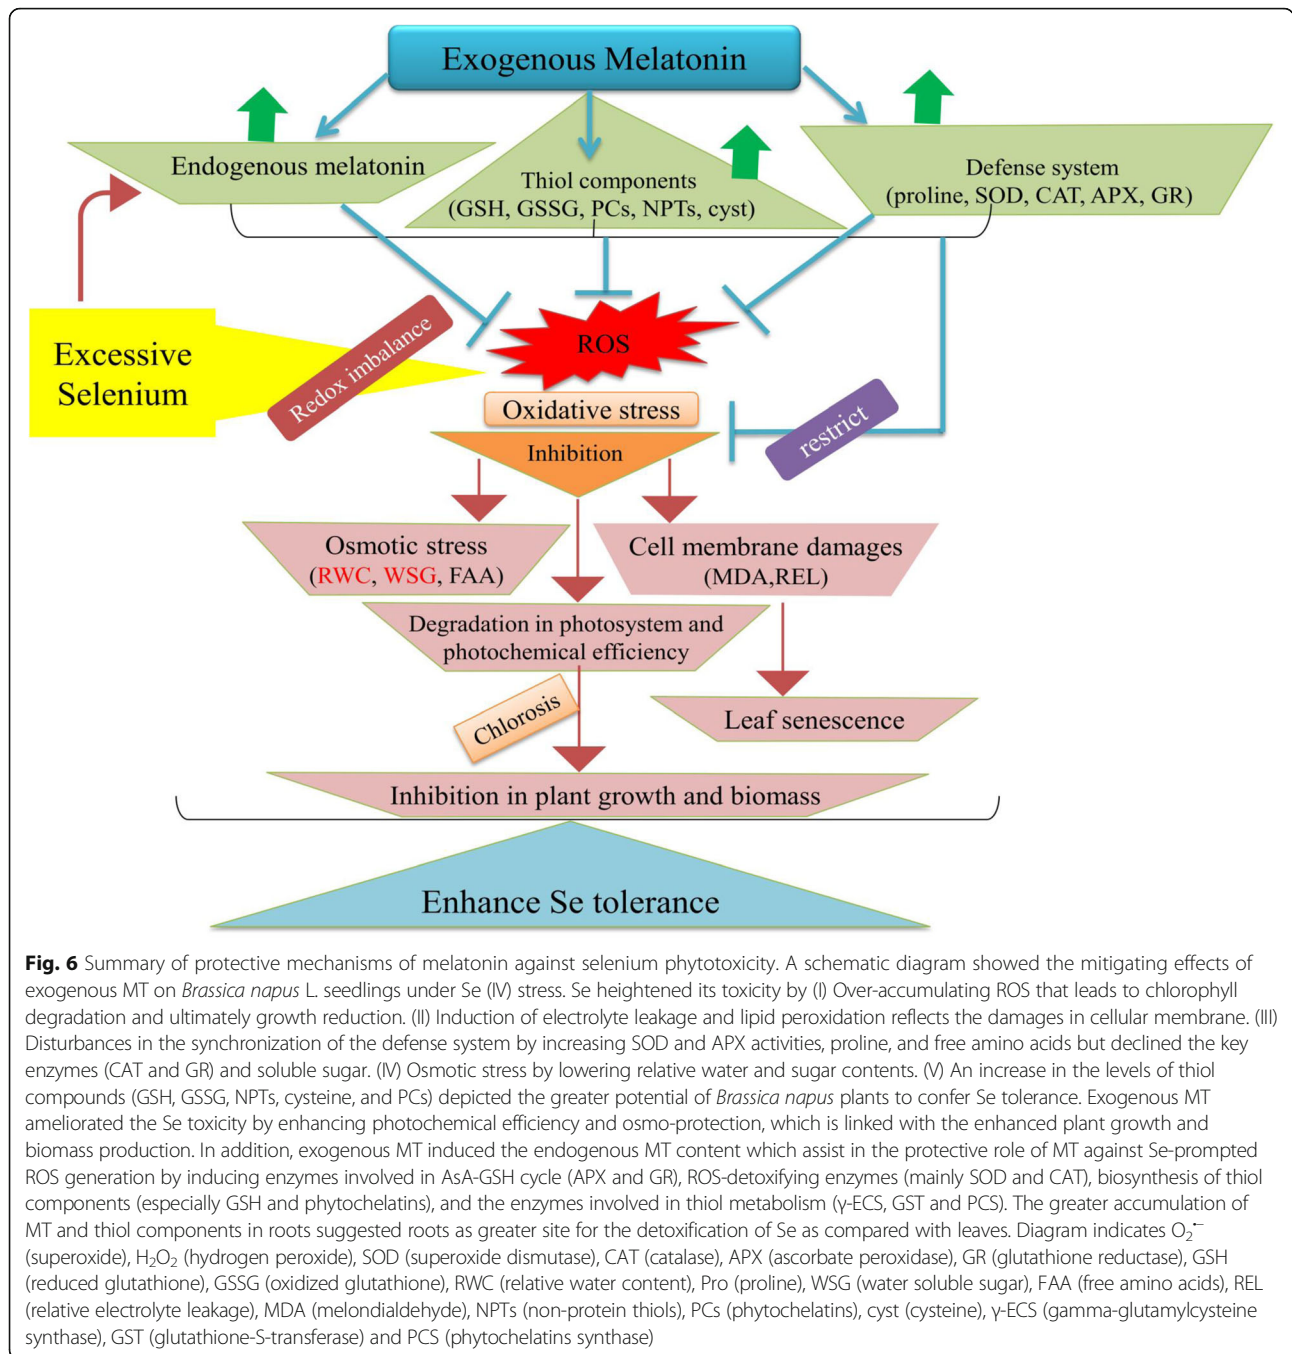 Exogenous Melatonin
Endogenous melatonin
Thiol components
(GSH, GSSG, PCs, NPTs, cyst)
Defense system
(proline, SOD, CAT, APX, GR)
Excessive
Selenium
Redox imbalance
ROS
Oxidative stress
restrict
Inhibition
Osmotic stress
(RWC, WSG, FAA)
Cell membrane damages
(MDA,REL)
Degradation in photosystem and
photochemical efficiency
Chlorosis
Leaf senescence
Inhibition in plant growth and biomass
Enhance Se tolerance
Fig. 6 Summary of protective mechanisms of melatonin against selenium phytotoxicity. A schematic diagram showed the mitigating effects of
exogenous MT on Brassica napus L. seedlings under Se (IV) stress. Se heightened its toxicity by (I) Over-accumulating ROS that leads to chlorophyll
degradation and ultimately growth reduction. (II) Induction of electrolyte leakage and lipid peroxidation reflects the damages in cellular membrane. (III)
Disturbances in the synchronization of the defense system by increasing SOD and APX activities, proline, and free amino acids but declined the key
enzymes (CAT and GR) and soluble sugar. (IV) Osmotic stress by lowering relative water and sugar contents. (V) An increase in the levels of thiol
compounds (GSH, GSSG, NPTs, cysteine, and PCs) depicted the greater potential of Brassica napus plants to confer Se tolerance. Exogenous MT
ameliorated the Se toxicity by enhancing photochemical efficiency and osmo-protection, which is linked with the enhanced plant growth and
biomass production. In addition, exogenous MT induced the endogenous MT content which assist in the protective role of MT against Se-prompted
ROS generation by inducing enzymes involved in AsA-GSH cycle (APX and GR), ROS-detoxifying enzymes (mainly SOD and CAT), biosynthesis of thiol
components (especially GSH and phytochelatins), and the enzymes involved in thiol metabolism (γ-ECS, GST and PCS). The greater accumulation of
MT and thiol components in roots suggested roots as greater site for the detoxification of Se as compared with leaves. Diagram indicates O₂•−
(superoxide), H₂O₂ (hydrogen peroxide), SOD (superoxide dismutase), CAT (catalase), APX (ascorbate peroxidase), GR (glutathione reductase), GSH
(reduced glutathione), GSSG (oxidized glutathione), RWC (relative water content), Pro (proline), WSG (water soluble sugar), FAA (free amino acids), REL
(relative electrolyte leakage), MDA (melondialdehyde), NPTs (non-protein thiols), PCs (phytochelatins), cyst (cysteine), γ-ECS (gamma-glutamylcysteine
synthase), GST (glutathione-S-transferase) and PCS (phytochelatins synthase)